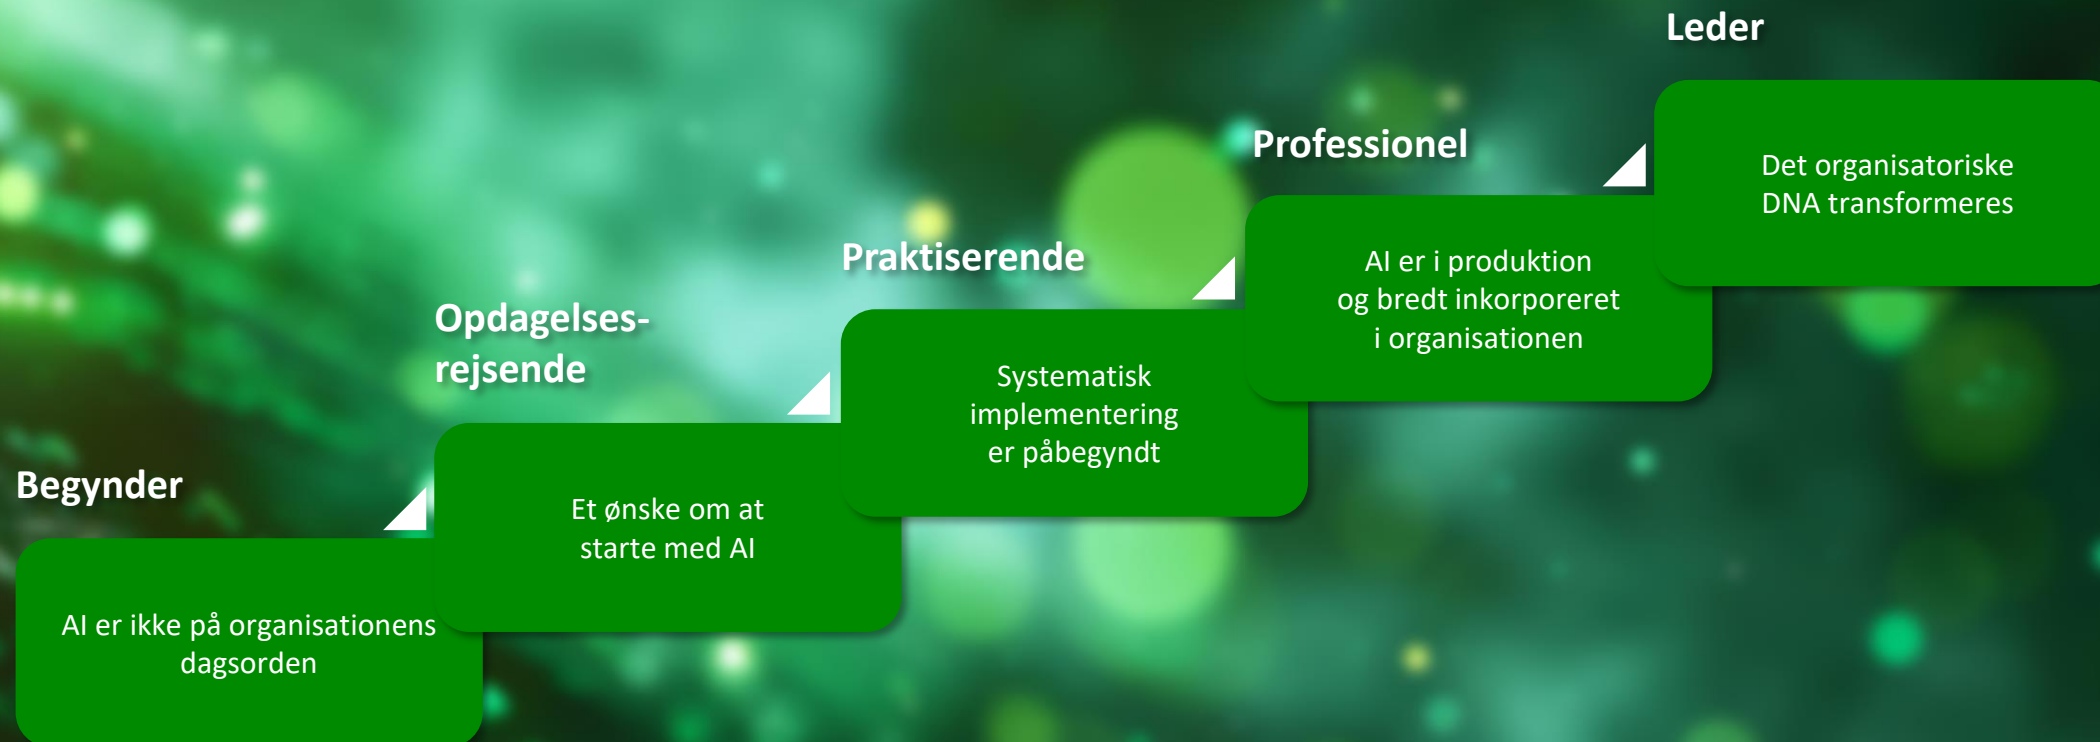 Begynder
AI er ikke på organisationens
dagsorden
Opdagelses-
rejsende
Et ønske om at
starte med AI
Praktiserende
Systematisk
implementering
er påbegyndt
Professionel
AI er i produktion
og bredt inkorporeret
i organisationen
Leder
Det organisatoriske
DNA transformeres